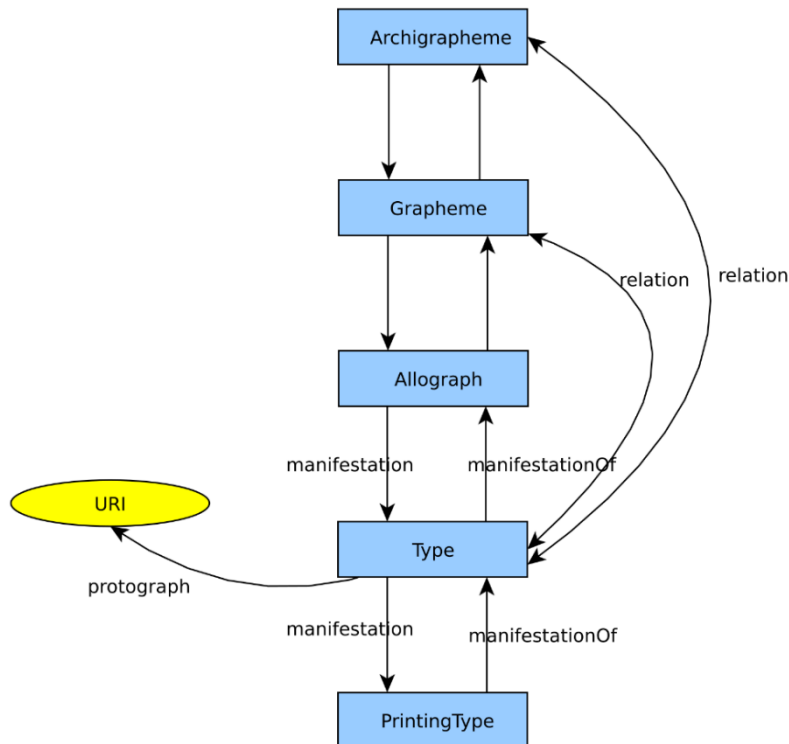 Archigrapheme
Grapheme
relation
relation
Allograph
manifestation
manifestationOf
URI
Type
protograph
manifestation
manifestationOf
PrintingType